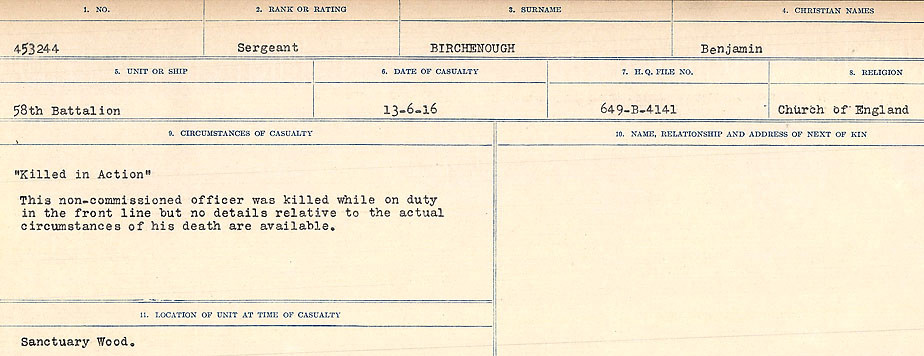 1. NO. 2. RANK OR RATING 3. SURNAME 4. CHRISTIAN NAMES
453244 Sergeant BIRCHENOUGH Benjamin
5. UNIT OR SHIP 6. DATE OF CASUALTY 7. H.Q. FILE NO. 8. RELIGION
58th Battalion 13-6-16 649-B-4141 Church of England
9. CIRCUMSTANCES OF CASUALTY 10. NAME, RELATIONSHIP AND ADDRESS OF NEXT OF KIN
"Killed in Action"
This non-commissioned officer was killed while on duty
in the front line but no details relative to the actual
circumstances of his death are available.
11. LOCATION OF UNIT AT TIME OF CASUALTY
Sanctuary Wood.